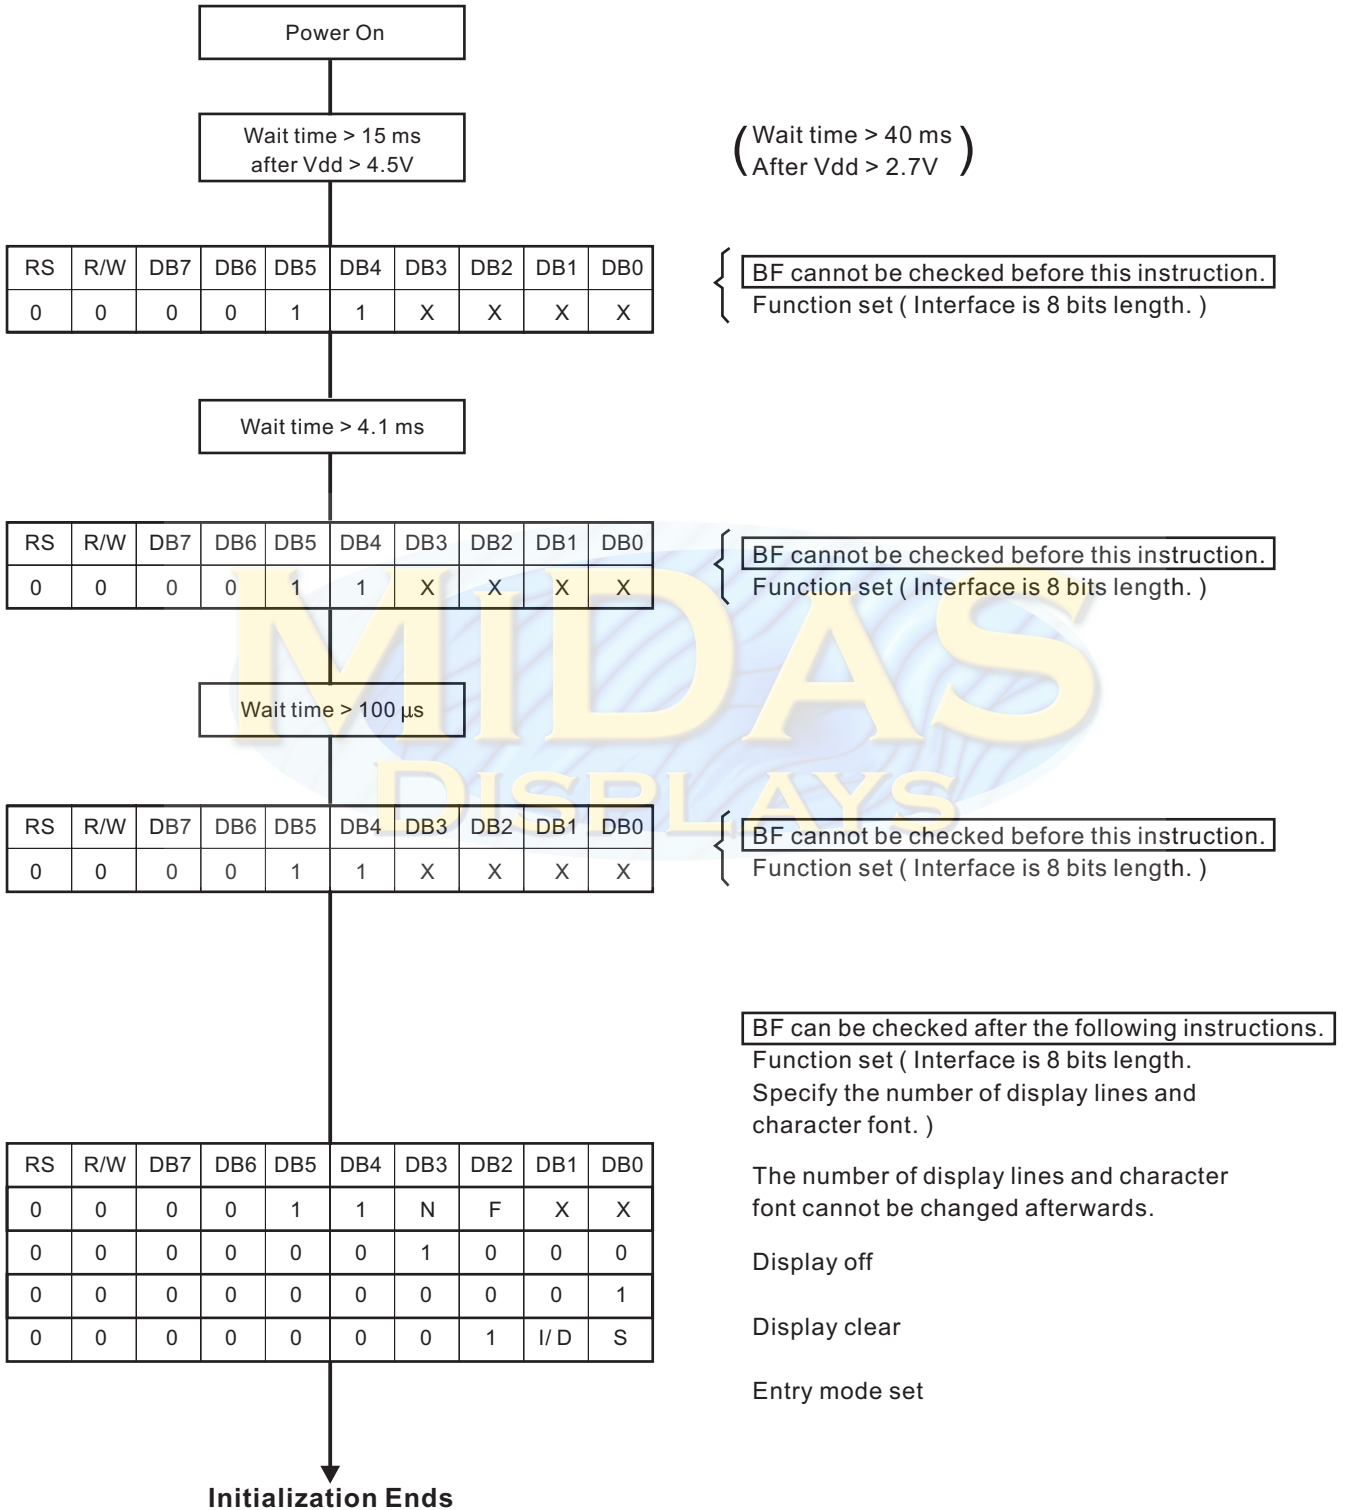 Power On
Wait time > 15 ms
after Vdd > 4.5V
(Wait time > 40 ms
After Vdd > 2.7V)
RS R/W DB7 DB6 DB5 DB4 DB3 DB2 DB1 DB0
0 0 0 0 1 1 X X X X
BF cannot be checked before this instruction.
Function set ( Interface is 8 bits length. )
Wait time > 4.1 ms
RS R/W DB7 DB6 DB5 DB4 DB3 DB2 DB1 DB0
0 0 0 0 1 1 X X X X
BF cannot be checked before this instruction.
Function set ( Interface is 8 bits length. )
MIDAS
DISPLAYS
Wait time > 100 µs
RS R/W DB7 DB6 DB5 DB4 DB3 DB2 DB1 DB0
0 0 0 0 1 1 X X X X
BF cannot be checked before this instruction.
Function set ( Interface is 8 bits length. )
BF can be checked after the following instructions.
Function set ( Interface is 8 bits length.
Specify the number of display lines and
character font. )
The number of display lines and character
font cannot be changed afterwards.
RS R/W DB7 DB6 DB5 DB4 DB3 DB2 DB1 DB0
0 0 0 0 1 1 N F X X
0 0 0 0 0 0 1 0 0 0
0 0 0 0 0 0 0 0 0 1
0 0 0 0 0 0 0 1 I/ D S
Display off
Display clear
Entry mode set
Initialization Ends